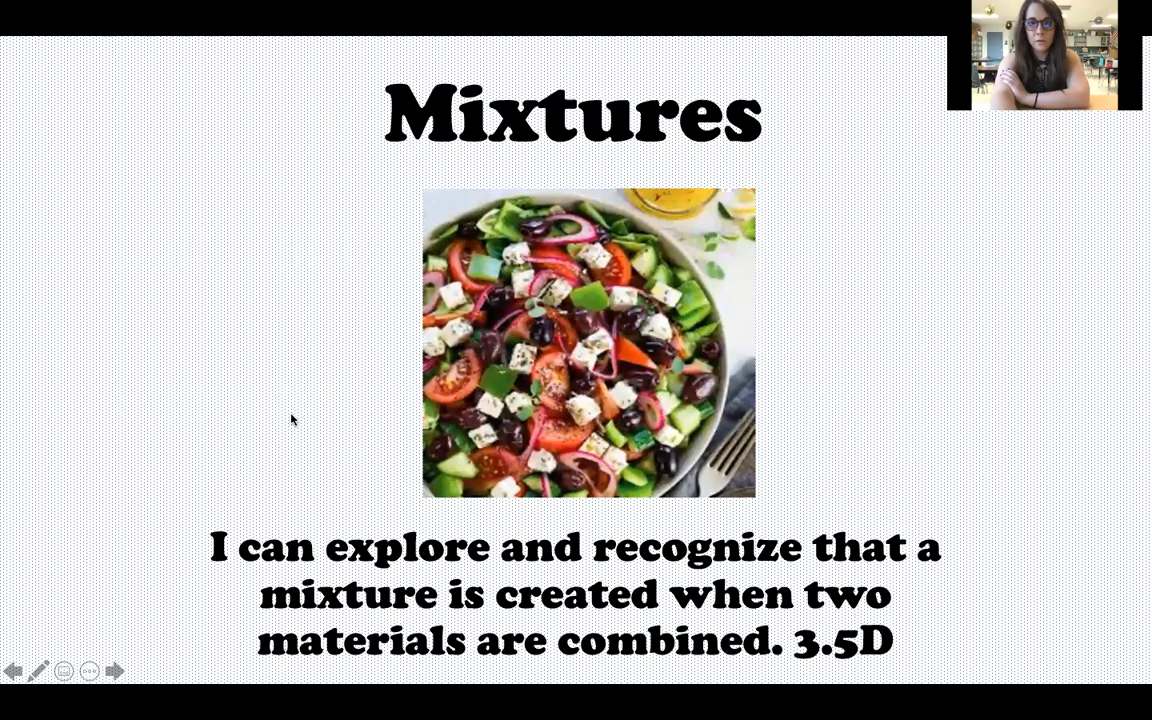 Mixtures
I can explore and recognize that a
mixture is created when two
materials are combined. 3.5D